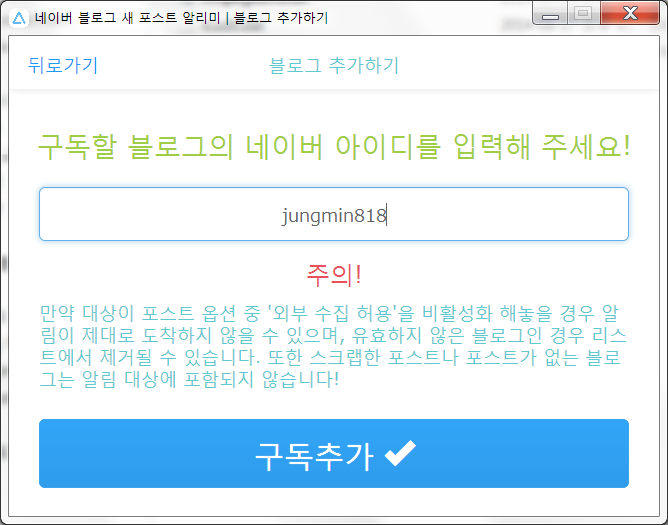 네이버 블로그 새 포스트 알리미 | 블로그 추가하기
뒤로가기
블로그 추가하기
구독할 블로그의 네이버 아이디를 입력해 주세요!
jungmin818
주의!
만약 대상이 포스트 옵션 중 '외부 수집 허용'을 비활성화 해놓을 경우 알
림이 제대로 도착하지 않을 수 있으며, 유효하지 않은 블로그인 경우 리스
트에서 제거될 수 있습니다. 또한 스크랩한 포스트나 포스트가 없는 블로
그는 알림 대상에 포함되지 않습니다!
구독추가